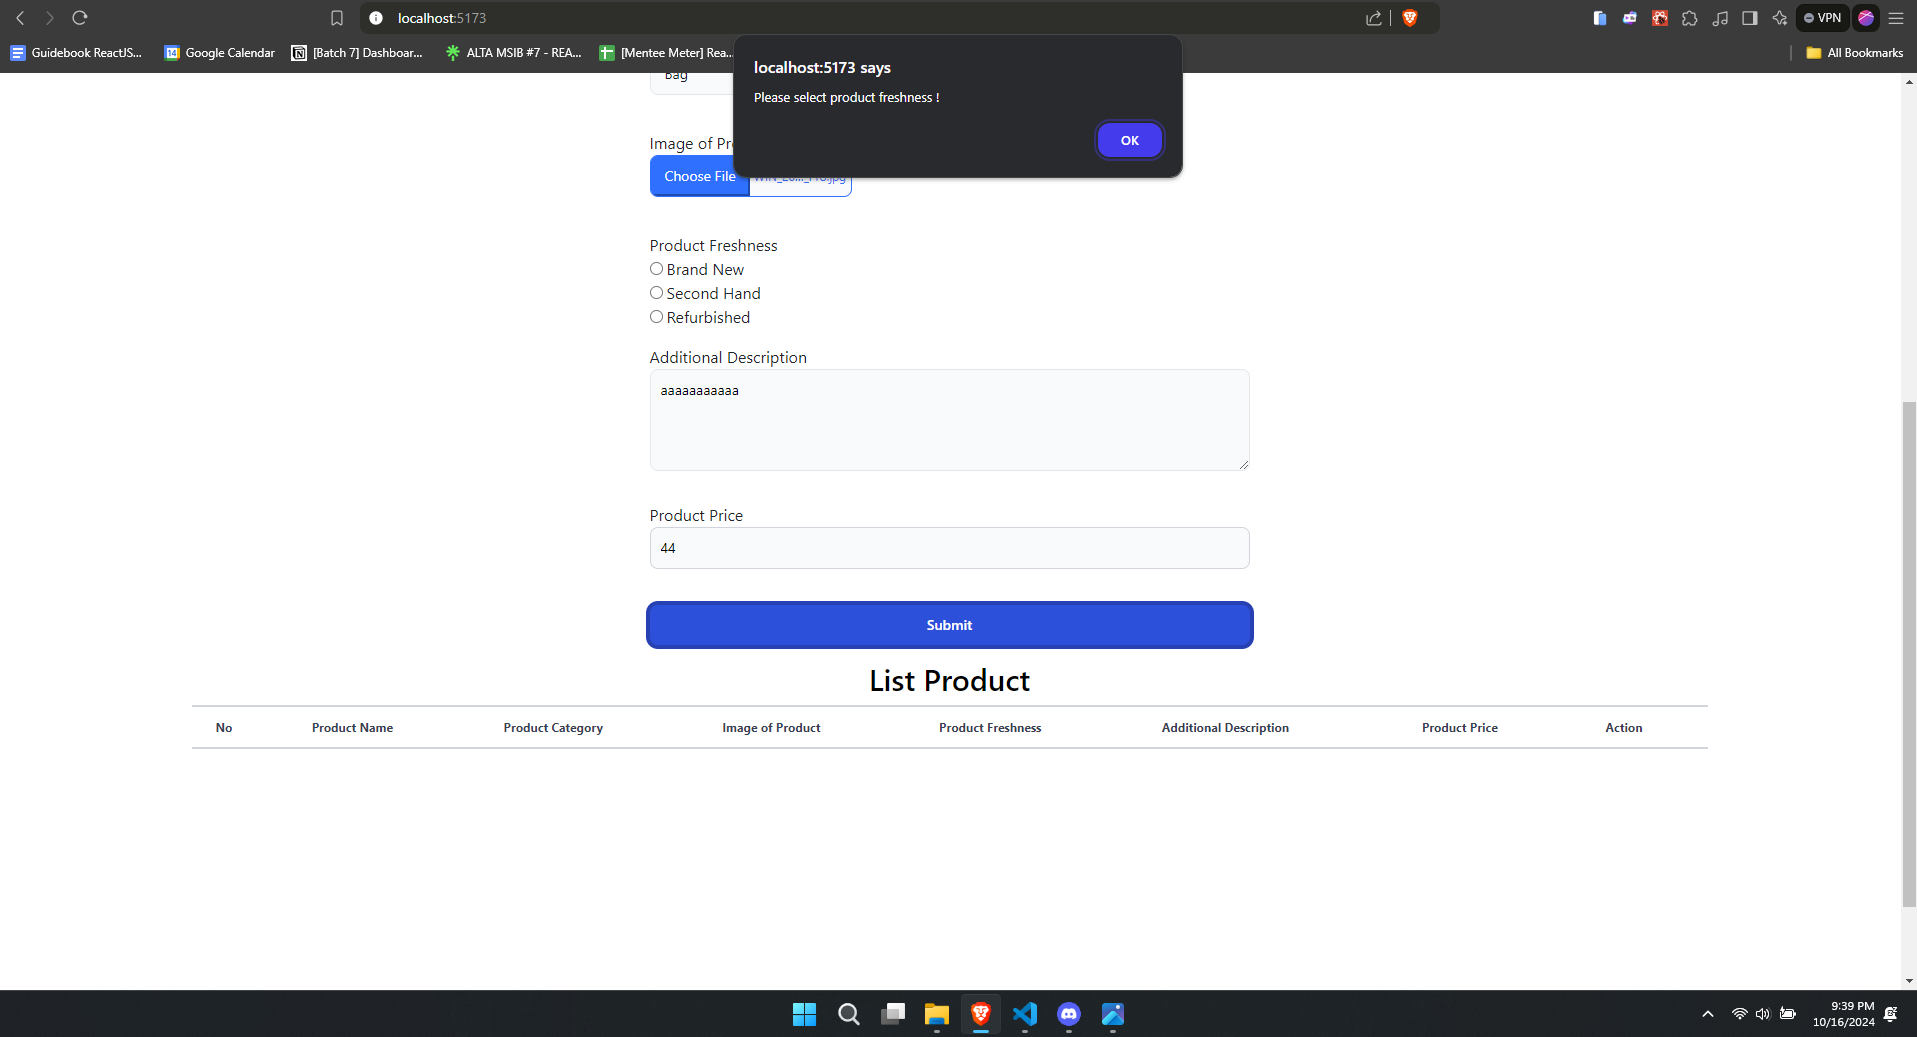 localhost:5173
VPN
Guidebook ReactJS...
Google Calendar
[Batch 7] Dashboar...
ALTA MSIB #7 - REA...
[Mentee Meter] Rea...
All Bookmarks
localhost:5173 says
Please select product freshness !
OK
Bag
Image of Pr
Choose File
Product Freshness
Brand New
Second Hand
Refurbished
Additional Description
aaaaaaaaaaa
Product Price
44
Submit
List Product
No Product Name Product Category Image of Product Product Freshness Additional Description Product Price Action
9:39 PM
10/16/2024